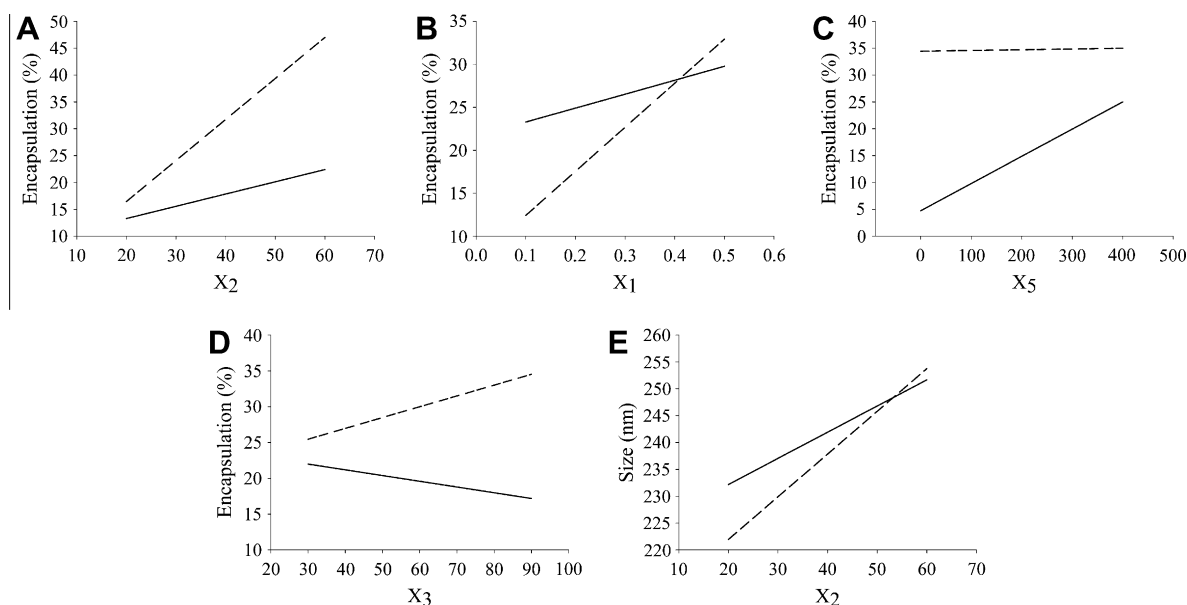 A
Encapsulation (%)
50
45
40
35
30
25
20
15
10
10 20 30 40 50 60 70
X2
B
Encapsulation (%)
35
30
25
20
15
10
0.0 0.1 0.2 0.3 0.4 0.5 0.6
X1
C
Encapsulation (%)
40
35
30
25
20
15
10
5
0
0 100 200 300 400 500
X5
D
Encapsulation (%)
40
35
30
25
20
15
10
20 30 40 50 60 70 80 90 100
X3
E
Size (nm)
260
255
250
245
240
235
230
225
220
10 20 30 40 50 60 70
X2